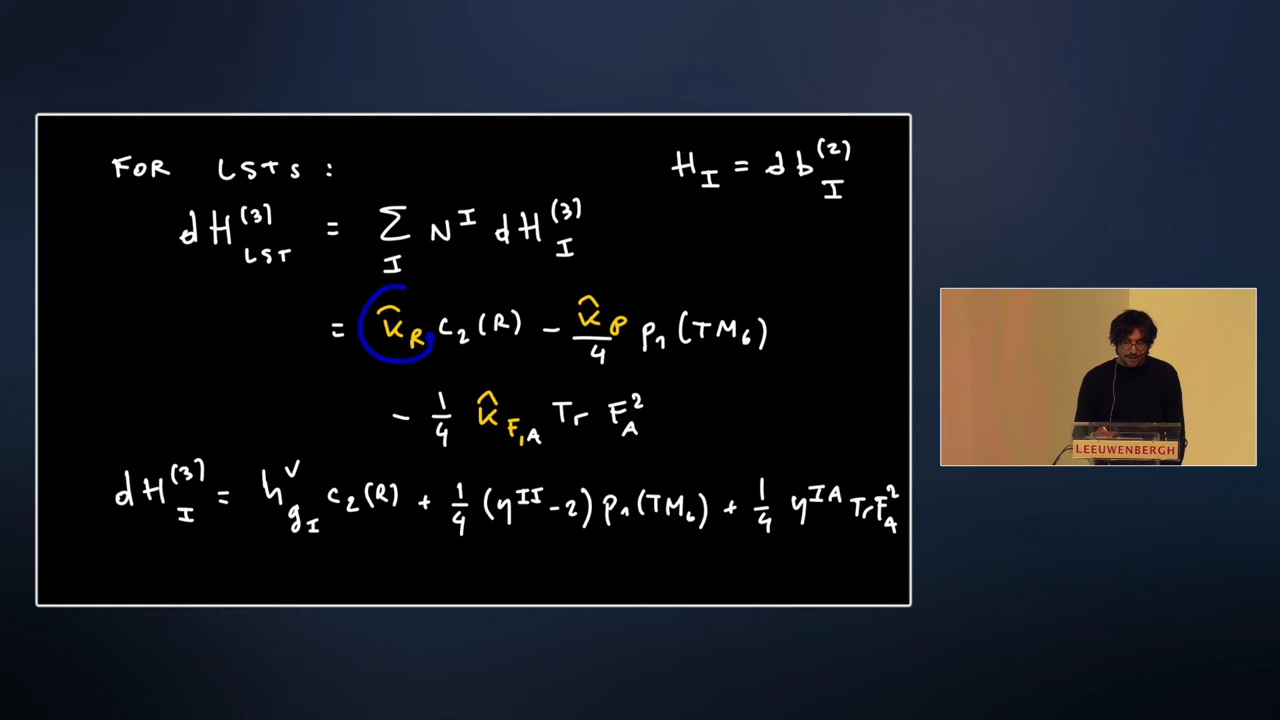 FOR LSTs :
H_I = d b_I^(2)
dH_LST^(3) = Σ_I N^I dH_I^(3)
= κ̂_R c_2(R) − κ̂_P/4 p_1(TM_6)
− 1/4 κ̂_F,A Tr F_A^2
dH_I^(3) = h^∨_g_I c_2(R) + 1/4 (η^II − 2) p_1(TM_6) + 1/4 η^IA Tr F_A^2
LEEUWENBERGH